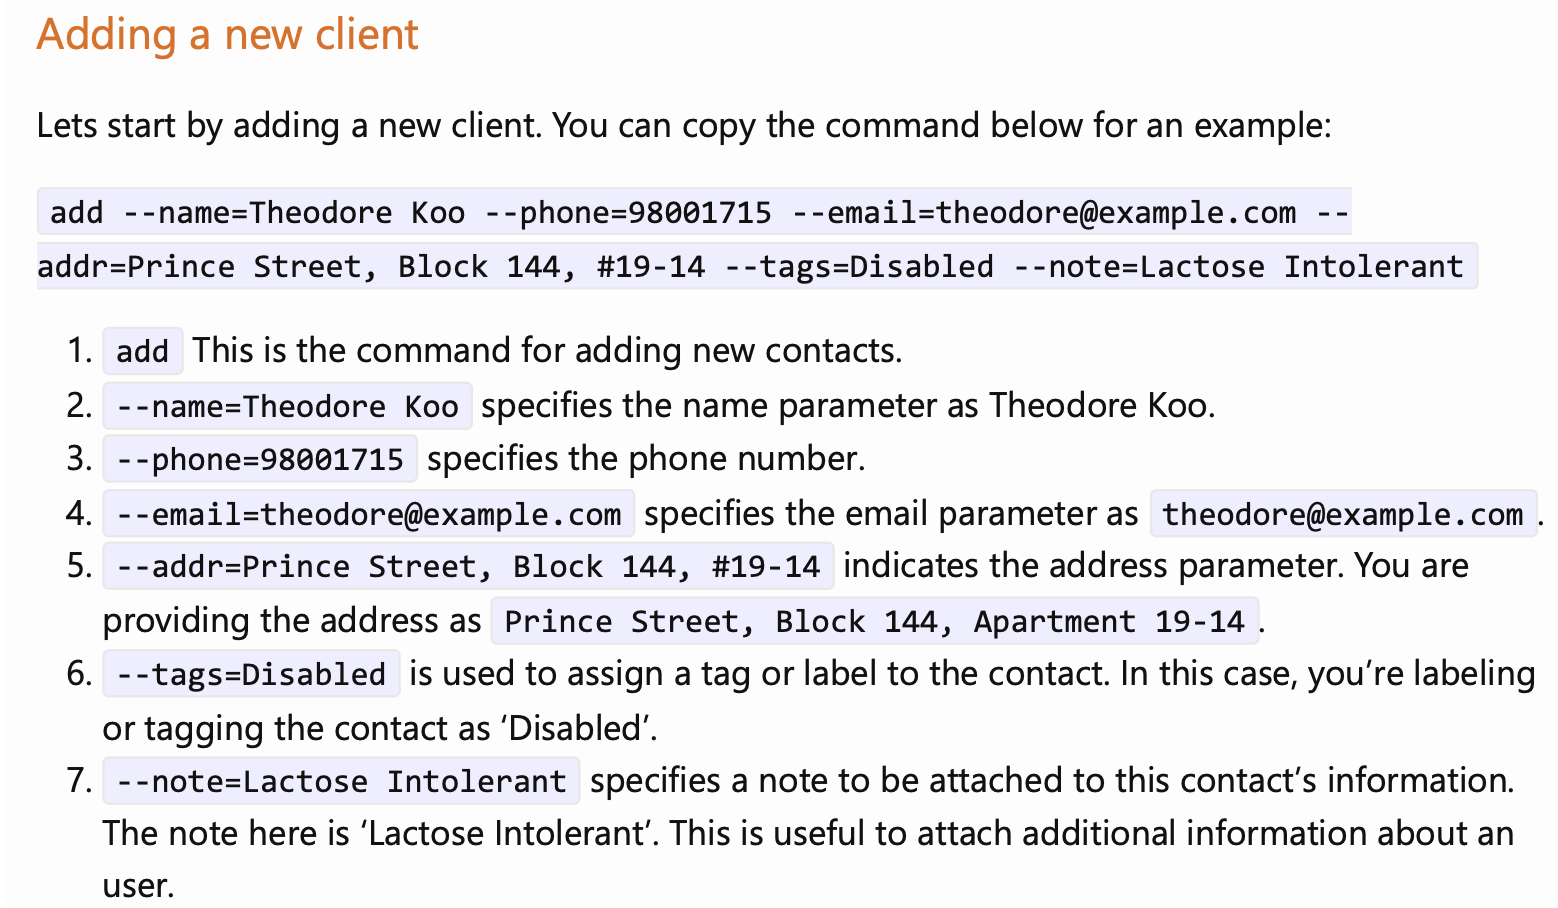 Adding a new client
Lets start by adding a new client. You can copy the command below for an example:
add --name=Theodore Koo --phone=98001715 --email=theodore@example.com --
addr=Prince Street, Block 144, #19-14 --tags=Disabled --note=Lactose Intolerant
1. add This is the command for adding new contacts.
2. --name=Theodore Koo specifies the name parameter as Theodore Koo.
3. --phone=98001715 specifies the phone number.
4. --email=theodore@example.com specifies the email parameter as theodore@example.com.
5. --addr=Prince Street, Block 144, #19-14 indicates the address parameter. You are
providing the address as Prince Street, Block 144, Apartment 19-14.
6. --tags=Disabled is used to assign a tag or label to the contact. In this case, you’re labeling
or tagging the contact as ‘Disabled’.
7. --note=Lactose Intolerant specifies a note to be attached to this contact’s information.
The note here is ‘Lactose Intolerant’. This is useful to attach additional information about an
user.